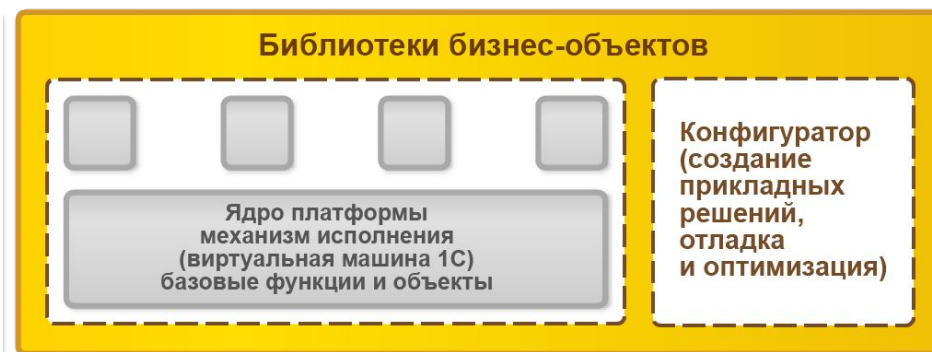 Библиотеки бизнес-объектов
Ядро платформы
механизм исполнения
(виртуальная машина 1С)
базовые функции и объекты
Конфигуратор
(создание
прикладных
решений,
отладка
и оптимизация)